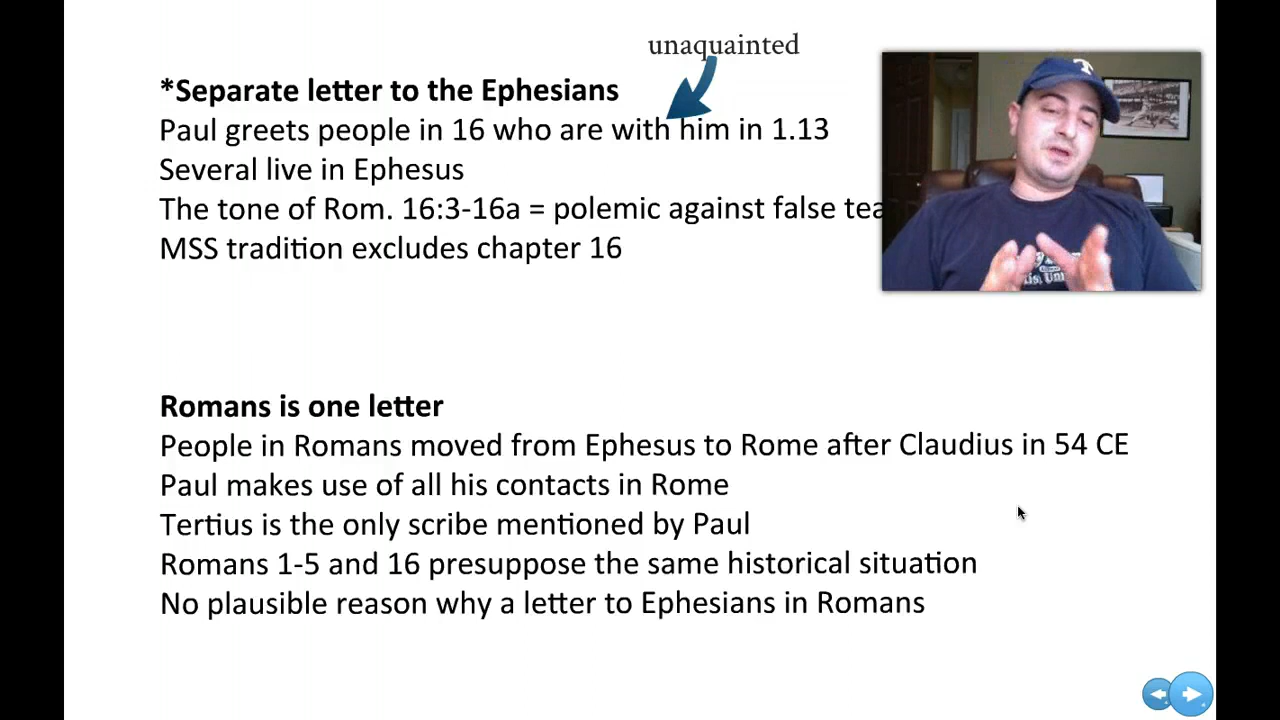 unaquainted
*Separate letter to the Ephesians
Paul greets people in 16 who are with him in 1.13
Several live in Ephesus
The tone of Rom. 16:3-16a = polemic against false tea
MSS tradition excludes chapter 16
T
Romans is one letter
People in Romans moved from Ephesus to Rome after Claudius in 54 CE
Paul makes use of all his contacts in Rome
Tertius is the only scribe mentioned by Paul
Romans 1-5 and 16 presuppose the same historical situation
No plausible reason why a letter to Ephesians in Romans